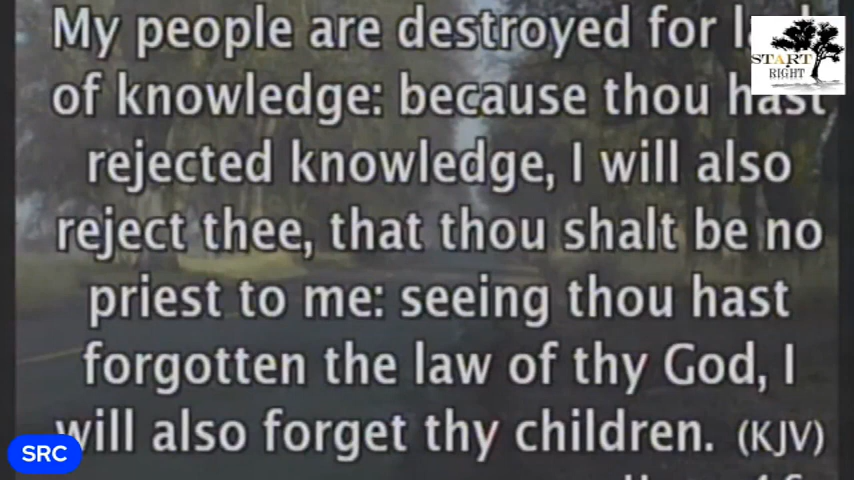 My people are destroyed for
of knowledge: because thou hast
rejected knowledge, I will also
reject thee, that thou shalt be no
priest to me: seeing thou hast
forgotten the law of thy God, I
will also forget thy children. (KJV)
START
RIGHT
SRC